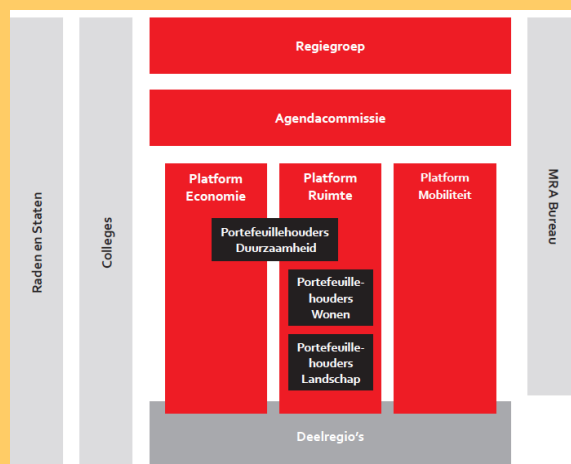 Raden en Staten
Colleges
Regiegroep
Agendacommissie
Platform
Economie
Platform
Ruimte
Platform
Mobiliteit
Portefeuillehouders
Duurzaamheid
Portefeuille-
houders
Wonen
Portefeuille-
houders
Landschap
Deelregio's
MRA Bureau